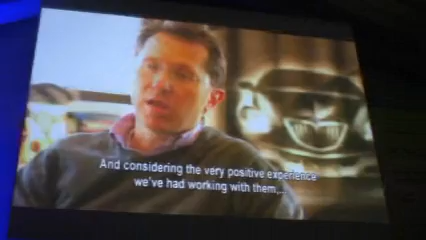 And considering the very positive experience
we've had working with them,...